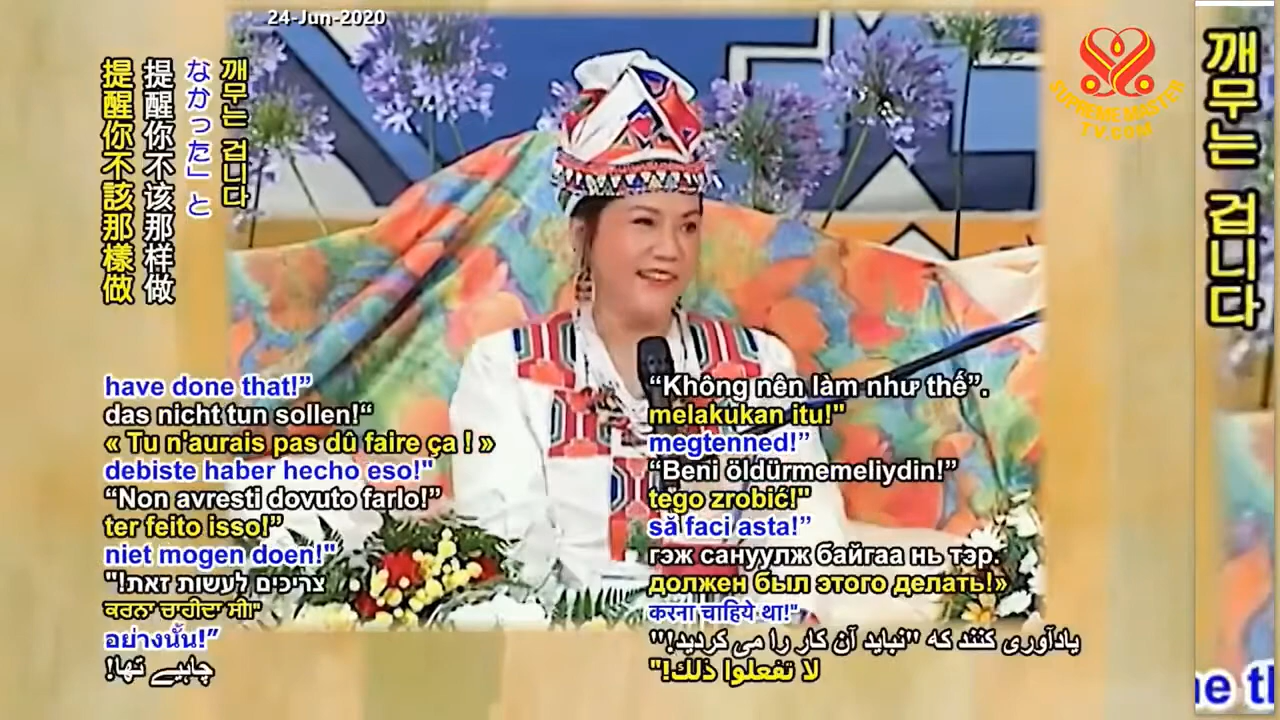 24-Jun-2020
SUPREME MASTER
TV.COM
깨무는 겁니다
なかった」と
提醒你不该那样做
提醒你不該那樣做
have done that!”
das nicht tun sollen!“
« Tu n'aurais pas dû faire ça ! »
debiste haber hecho eso!"
“Non avresti dovuto farlo!”
ter feito isso!”
niet mogen doen!"
צריכים לעשות זאת!"
ਕਰਨਾ ਚਾਹੀਦਾ ਸੀ!"
อย่างนั้น!”
چاہیے تھا!
“Không nên làm như thế”.
melakukan itu!"
megtenned!”
“Beni öldürmemeliydin!”
tego zrobić!"
să faci asta!”
гэж сануулж байгаа нь тэр.
должен был этого делать!»
करना चाहिये था!"
یادآوری کنند که "نباید آن کار را می کردید!"
لا تفعلوا ذلك!"
깨무는 겁니다